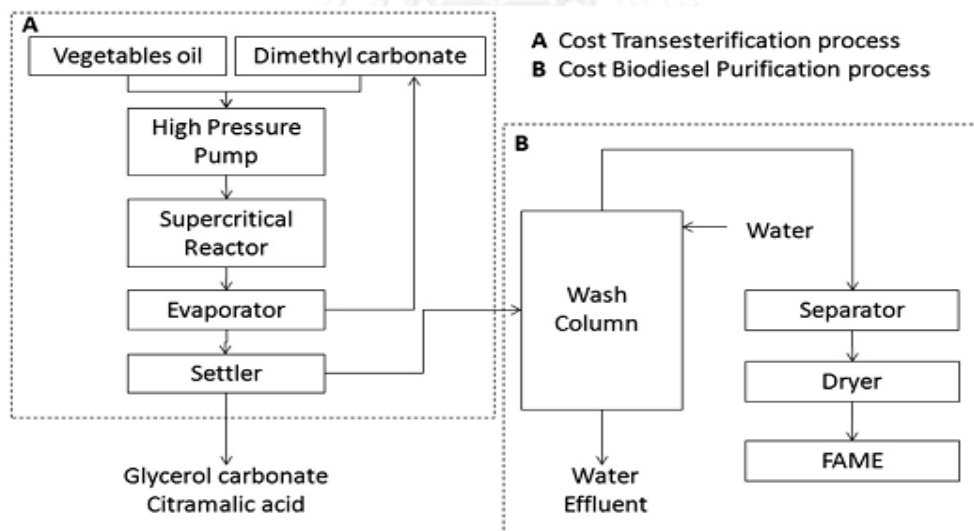 A
Vegetables oil
Dimethyl carbonate
High Pressure
Pump
Supercritical
Reactor
Evaporator
Settler
Glycerol carbonate
Citramalic acid
A Cost Transesterification process
B Cost Biodiesel Purification process
B
Wash
Column
Water
Separator
Dryer
FAME
Water
Effluent